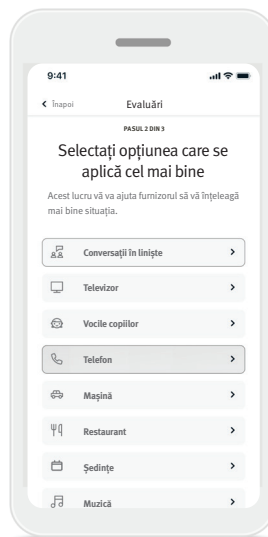 9:41
Înapoi
Evaluări
PASUL 2 DIN 3
Selectați opțiunea care se
aplică cel mai bine
Acest lucru vă va ajuta furnizorul să vă înțeleagă
mai bine situația.
Conversații în liniște
Televizor
Vocile copiilor
Telefon
Mașină
Restaurant
Ședințe
Muzică